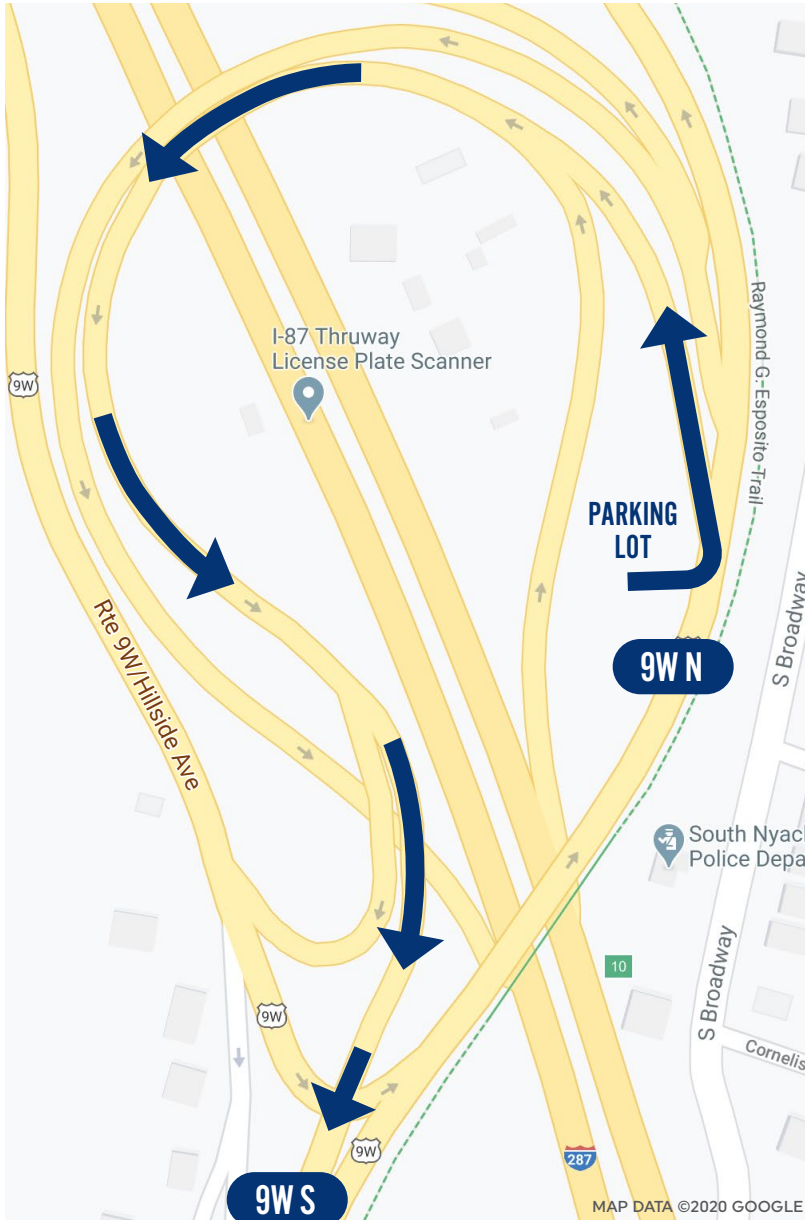 9W
I-87 Thruway
License Plate Scanner
Raymond G. Esposito Trail
PARKING
LOT
S Broadway
9W N
Rte 9W/Hillside Ave
South Nyack
Police Depa
S Broadway
10
9W
Cornelis
9W
287
9W S
MAP DATA ©2020 GOOGLE